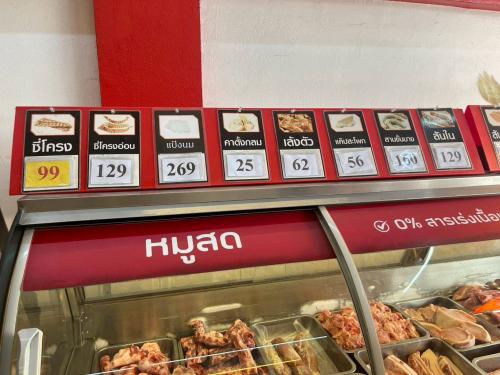 ซี่โครง
99
ซี่โครงอ่อน
129
แป้งนม
269
คาตั๊งกลม
25
เล้งตัว
62
แค๊ปสะโพก
56
สามชั้นบาง
160
สันใน
129
หมูสด
0% สารเร่งเนื้อ